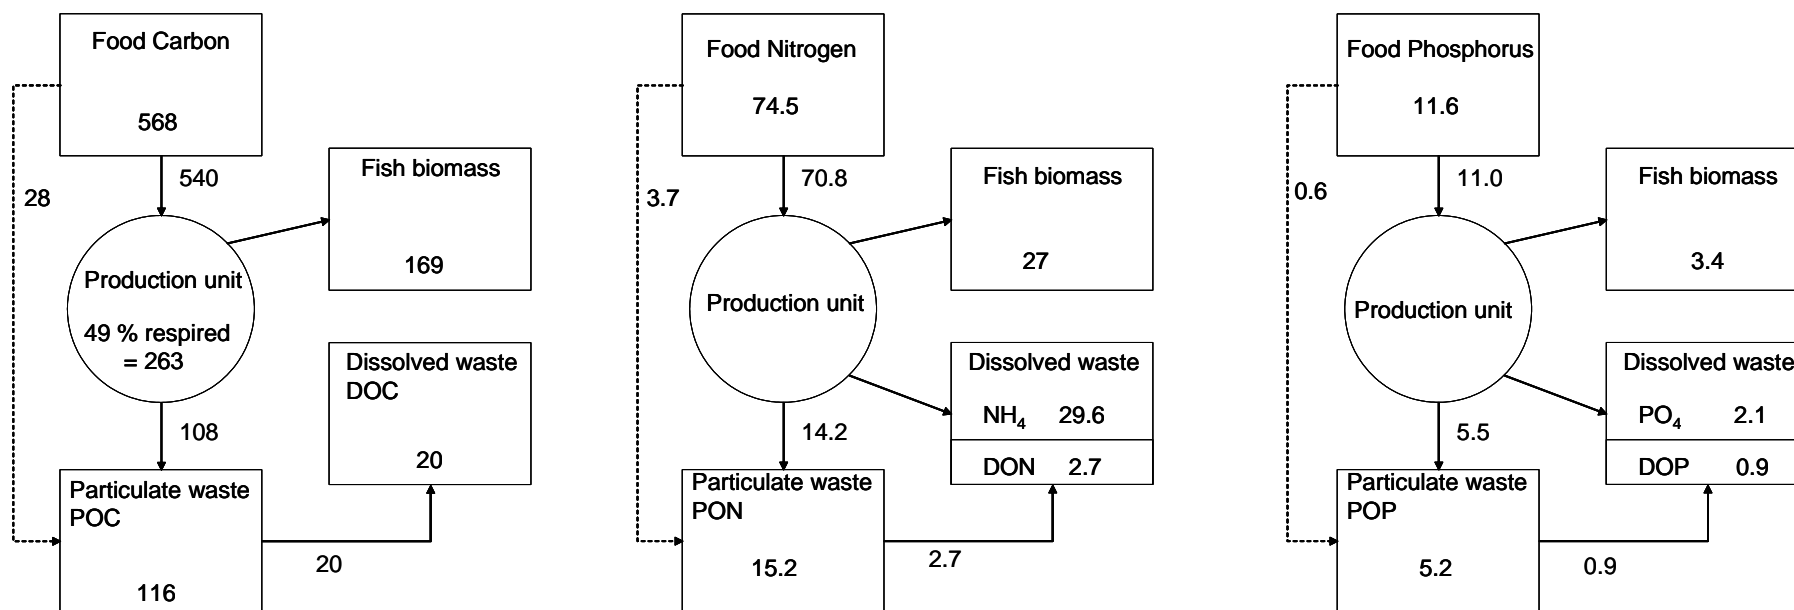 Food Carbon
568
540
28
Fish biomass
169
Production unit
49 % respired
= 263
Dissolved waste
DOC
20
108
Particulate waste
POC
116
20
Food Nitrogen
74.5
70.8
3.7
Fish biomass
27
Production unit
Dissolved waste
NH₄ 29.6
DON 2.7
14.2
Particulate waste
PON
15.2
2.7
Food Phosphorus
11.6
11.0
0.6
Fish biomass
3.4
Production unit
Dissolved waste
PO₄ 2.1
DOP 0.9
5.5
Particulate waste
POP
5.2
0.9